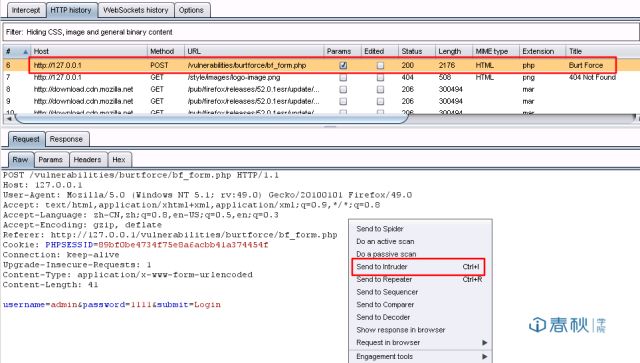 Intercept HTTP history WebSockets history Options
Filter: Hiding CSS, image and general binary content
# Host Method URL Params Edited Status Length MIME type Extension Title
6 http://127.0.0.1 POST /vulnerabilities/burtforce/bf_form.php 200 2176 HTML php Burt Force
7 http://127.0.0.1 GET /style/images/logo-image.png 404 508 HTML png 404 Not Found
8 http://download.cdn.mozilla.net GET /pub/firefox/releases/52.0.1esr/update/... 206 300494 mar
9 http://download.cdn.mozilla.net GET /pub/firefox/releases/52.0.1esr/update/... 206 300494 mar
10 http://download.cdn.mozilla.net GET /pub/firefox/releases/52.0.1esr/update/... 206 300494 mar
Request Response
Raw Params Headers Hex
POST /vulnerabilities/burtforce/bf_form.php HTTP/1.1
Host: 127.0.0.1
User-Agent: Mozilla/5.0 (Windows NT 5.1; rv:49.0) Gecko/20100101 Firefox/49.0
Accept: text/html,application/xhtml+xml,application/xml;q=0.9,*/*;q=0.8
Accept-Language: zh-CN,zh;q=0.8,en-US;q=0.5,en;q=0.3
Accept-Encoding: gzip, deflate
Referer: http://127.0.0.1/vulnerabilities/burtforce/bf_form.php
Cookie: PHPSESSID=89bf0be4734f75e8a6acbb41a374454f
Connection: keep-alive
Upgrade-Insecure-Requests: 1
Content-Type: application/x-www-form-urlencoded
Content-Length: 41
username=admin&password=1111&submit=Login
Send to Spider
Do an active scan
Do a passive scan
Send to Intruder Ctrl+I
Send to Repeater Ctrl+R
Send to Sequencer
Send to Comparer
Send to Decoder
Show response in browser
Request in browser
Engagement tools
i春秋 学院